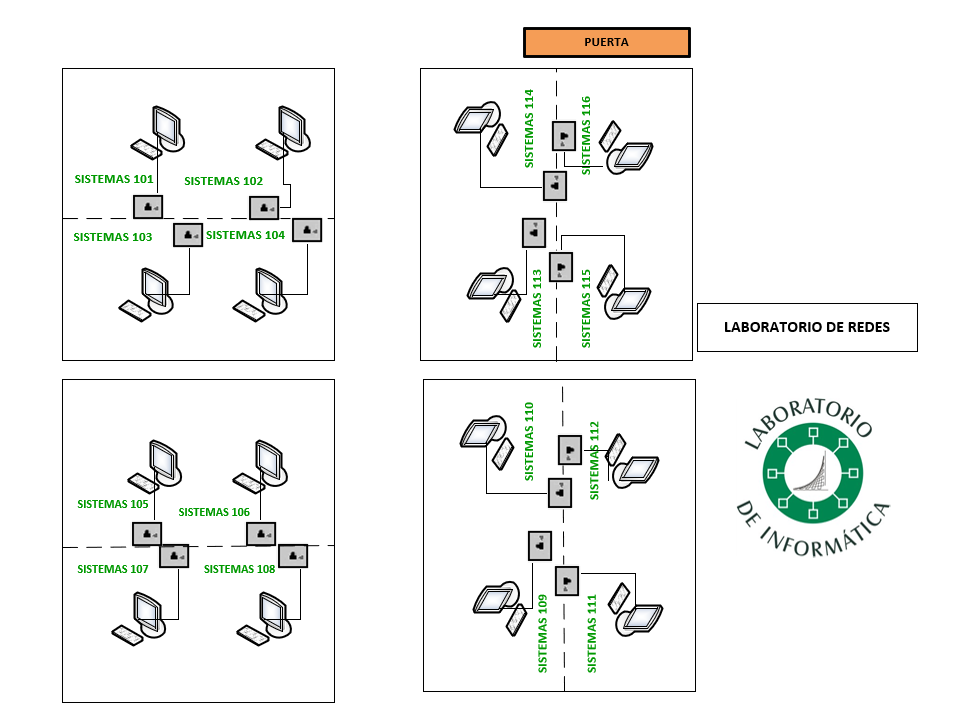 PUERTA
SISTEMAS 101
SISTEMAS 102
SISTEMAS 103
SISTEMAS 104
SISTEMAS 114
SISTEMAS 116
SISTEMAS 113
SISTEMAS 115
LABORATORIO DE REDES
SISTEMAS 105
SISTEMAS 106
SISTEMAS 107
SISTEMAS 108
SISTEMAS 110
SISTEMAS 112
SISTEMAS 109
SISTEMAS 111
LABORATORIO
DE INFORMÁTICA